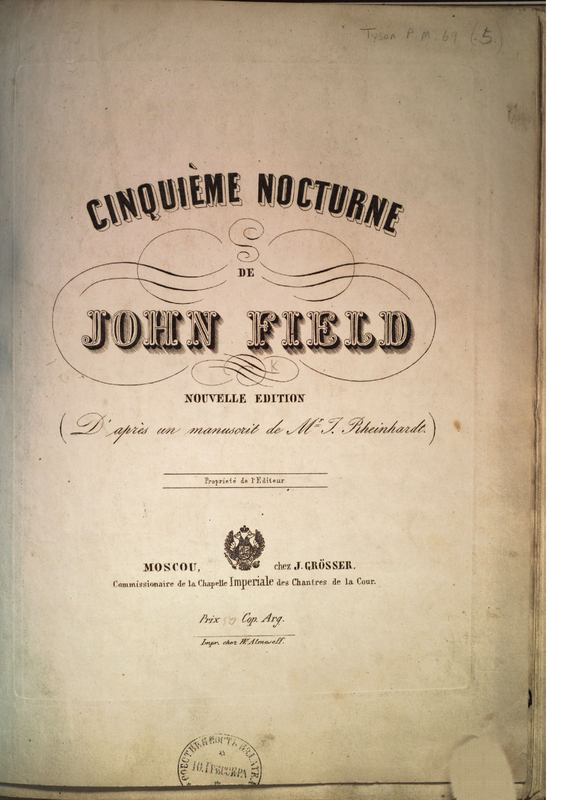 Tyson P.M. 69 (5.)
CINQUIÈME NOCTURNE
DE
JOHN FIELD
NOUVELLE EDITION
(D'après un manuscrit de Mr. J. Rheinhardt.)
Propriété de l'Editeur
MOSCOU, chez J. GRÖSSER.
Commissionaire de la Chapelle Imperiale des Chantres de la Cour.
Prix Cop. Arg.
Impr. chez W. Almaseff.